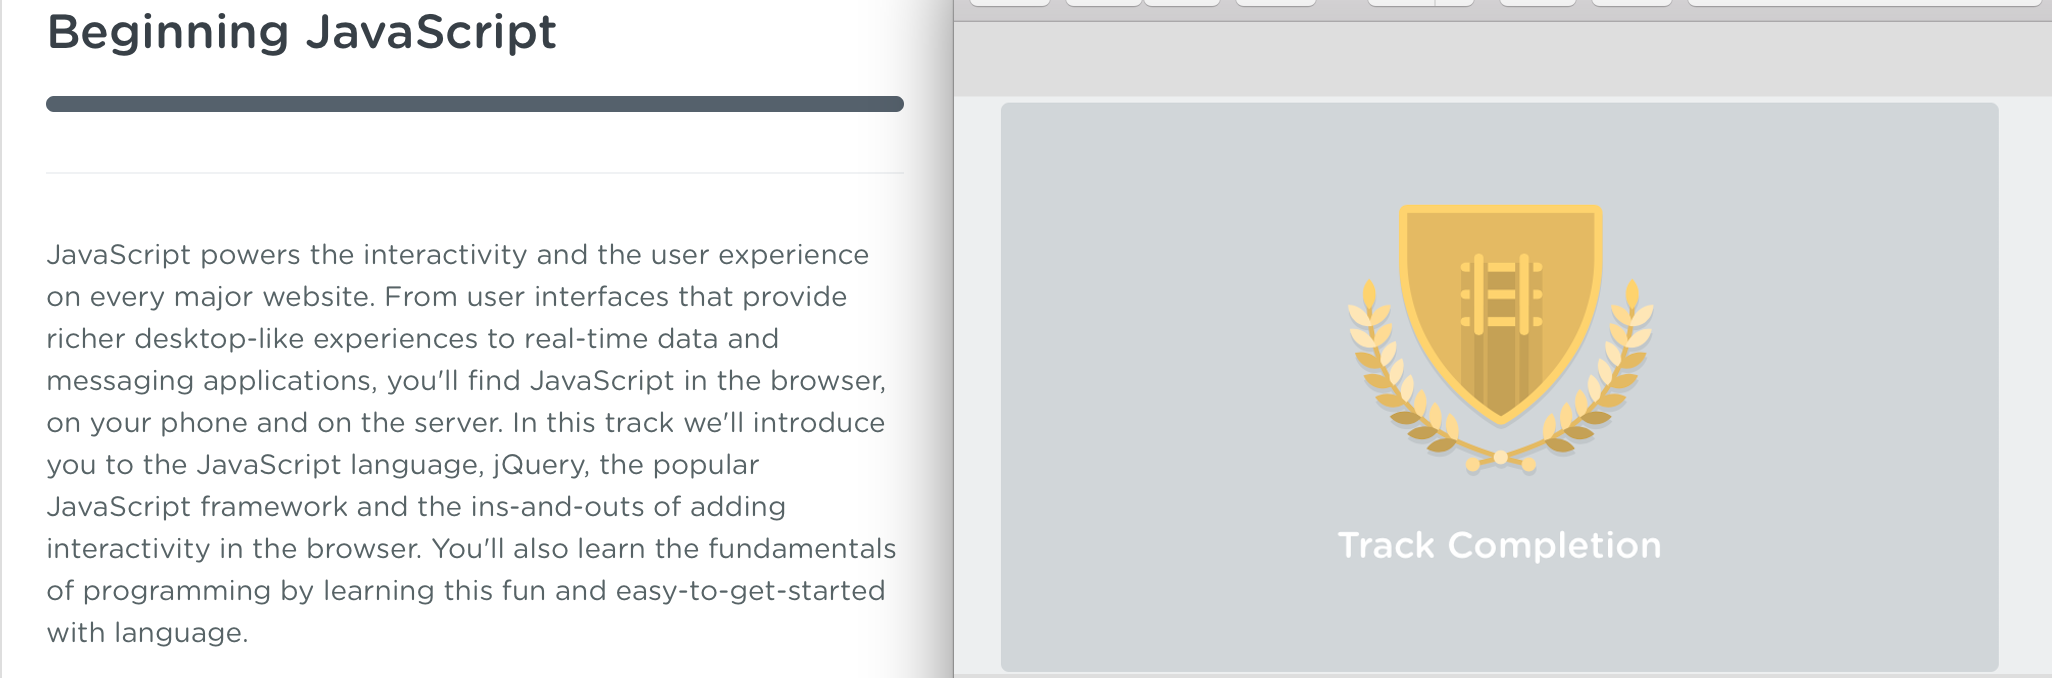 Beginning JavaScript
JavaScript powers the interactivity and the user experience
on every major website. From user interfaces that provide
richer desktop-like experiences to real-time data and
messaging applications, you'll find JavaScript in the browser,
on your phone and on the server. In this track we'll introduce
you to the JavaScript language, jQuery, the popular
JavaScript framework and the ins-and-outs of adding
interactivity in the browser. You'll also learn the fundamentals
of programming by learning this fun and easy-to-get-started
with language.
Track Completion